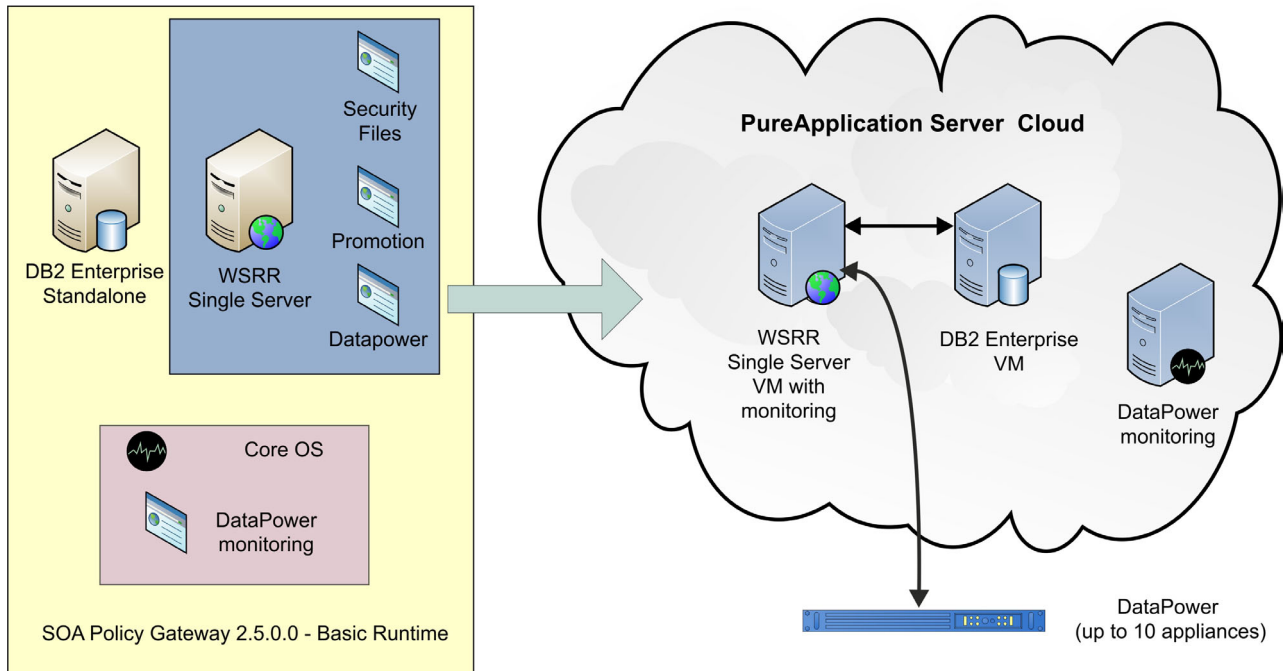 Security
Files
Promotion
Datapower
DB2 Enterprise
Standalone
WSRR
Single Server
Core OS
DataPower
monitoring
SOA Policy Gateway 2.5.0.0 - Basic Runtime
PureApplication Server Cloud
WSRR
Single Server
VM with
monitoring
DB2 Enterprise
VM
DataPower
monitoring
DataPower
(up to 10 appliances)